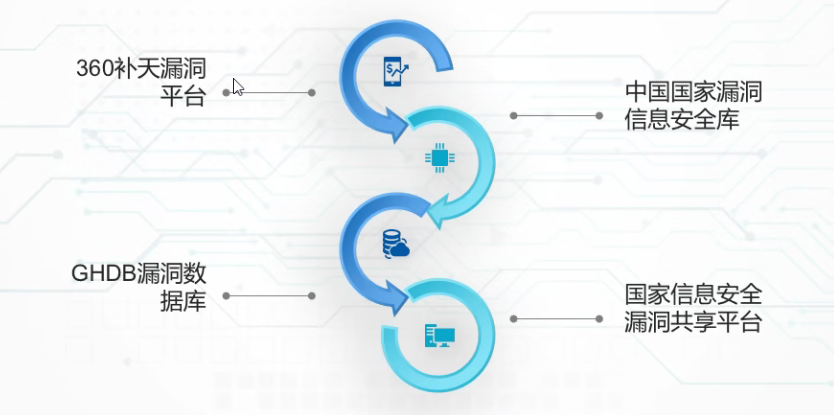 360补天漏洞
平台
中国国家漏洞
信息安全库
GHDB漏洞数
据库
国家信息安全
漏洞共享平台